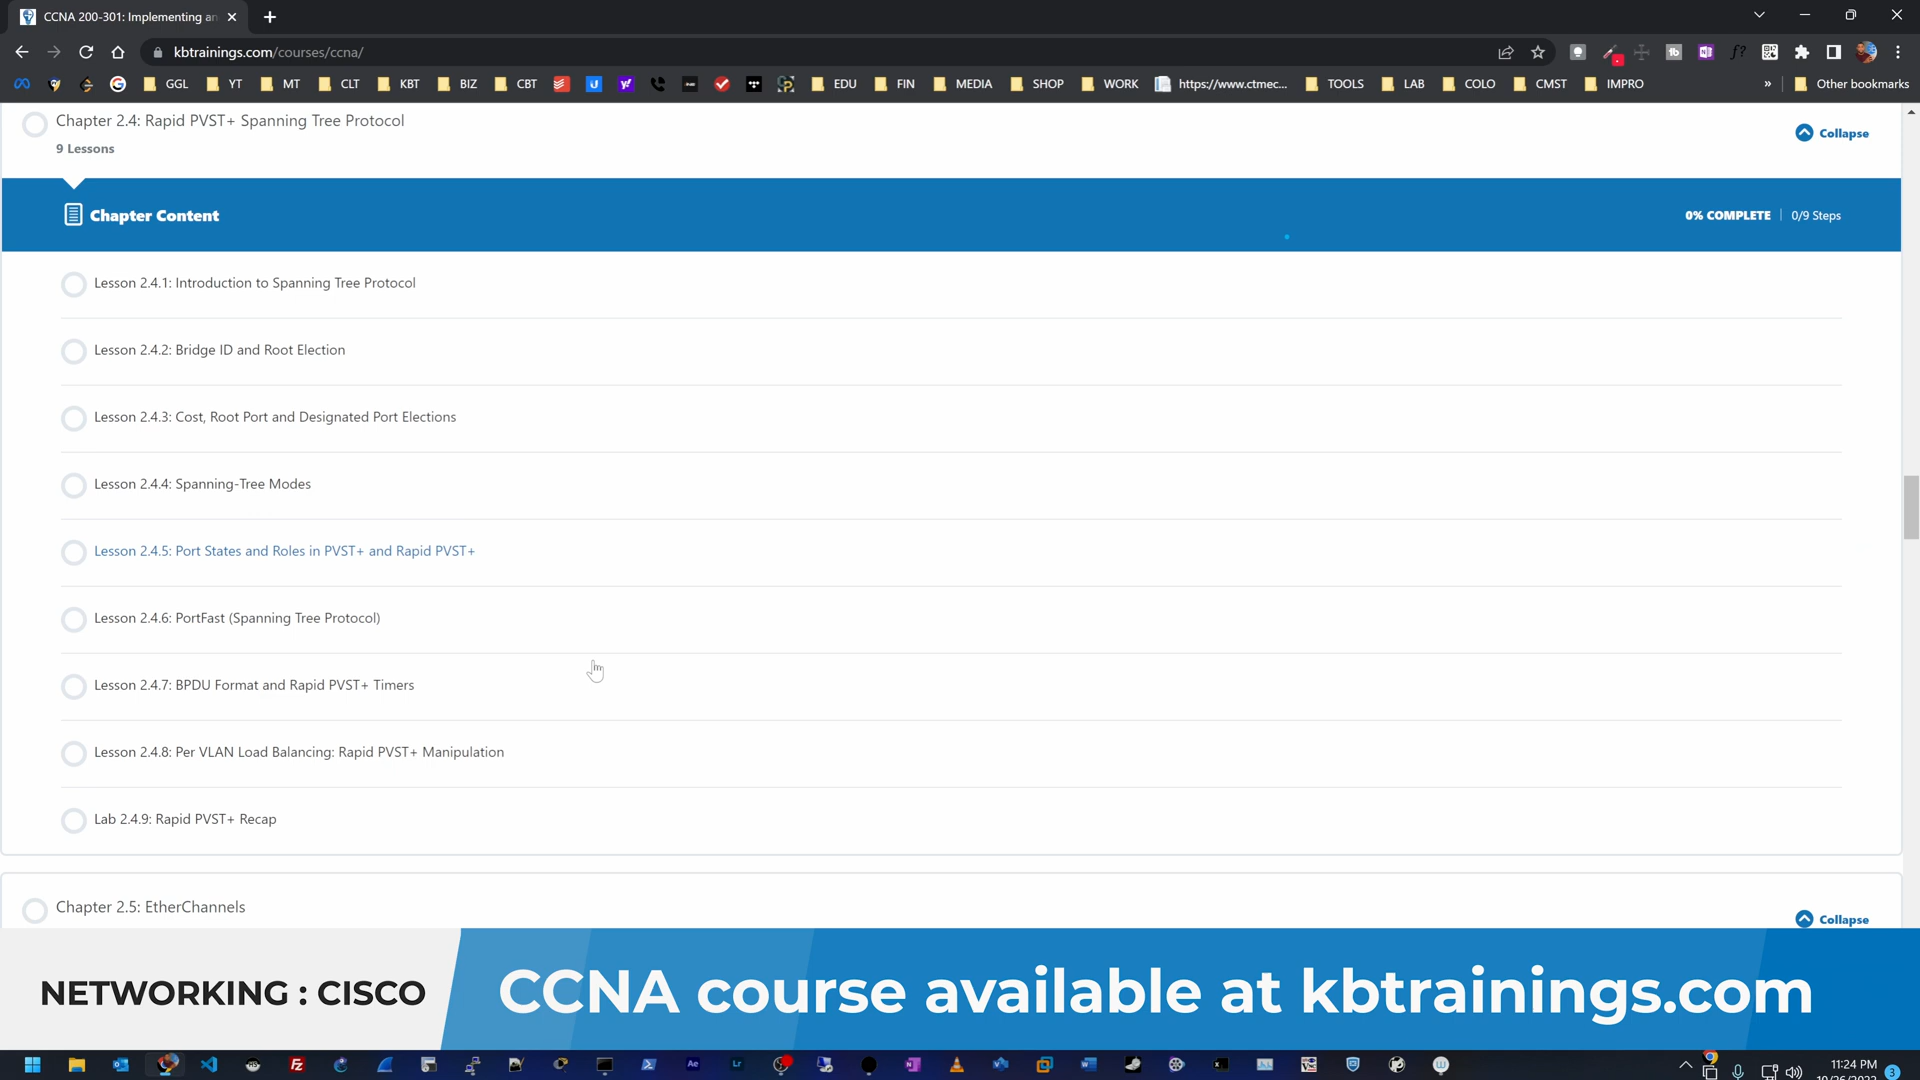 CCNA 200-301: Implementing an
kbtrainings.com/courses/ccna/
GGL YT MT CLT KBT BIZ CBT EDU FIN MEDIA SHOP WORK https://www.ctmec... TOOLS LAB COLO CMST IMPRO » Other bookmarks
Chapter 2.4: Rapid PVST+ Spanning Tree Protocol
Collapse
9 Lessons
Chapter Content
0% COMPLETE | 0/9 Steps
Lesson 2.4.1: Introduction to Spanning Tree Protocol
Lesson 2.4.2: Bridge ID and Root Election
Lesson 2.4.3: Cost, Root Port and Designated Port Elections
Lesson 2.4.4: Spanning-Tree Modes
Lesson 2.4.5: Port States and Roles in PVST+ and Rapid PVST+
Lesson 2.4.6: PortFast (Spanning Tree Protocol)
Lesson 2.4.7: BPDU Format and Rapid PVST+ Timers
Lesson 2.4.8: Per VLAN Load Balancing: Rapid PVST+ Manipulation
Lab 2.4.9: Rapid PVST+ Recap
Chapter 2.5: EtherChannels
Collapse
NETWORKING : CISCO
CCNA course available at kbtrainings.com
11:24 PM